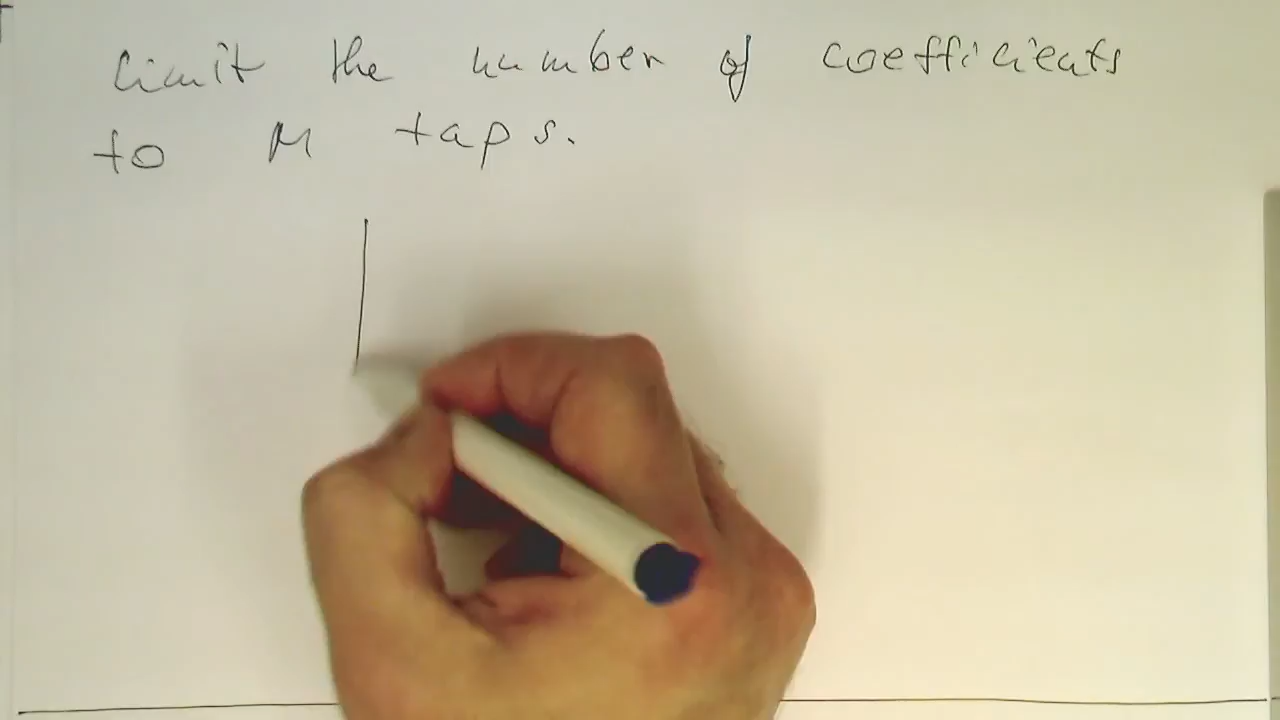 limit the number of coefficients
to M taps.